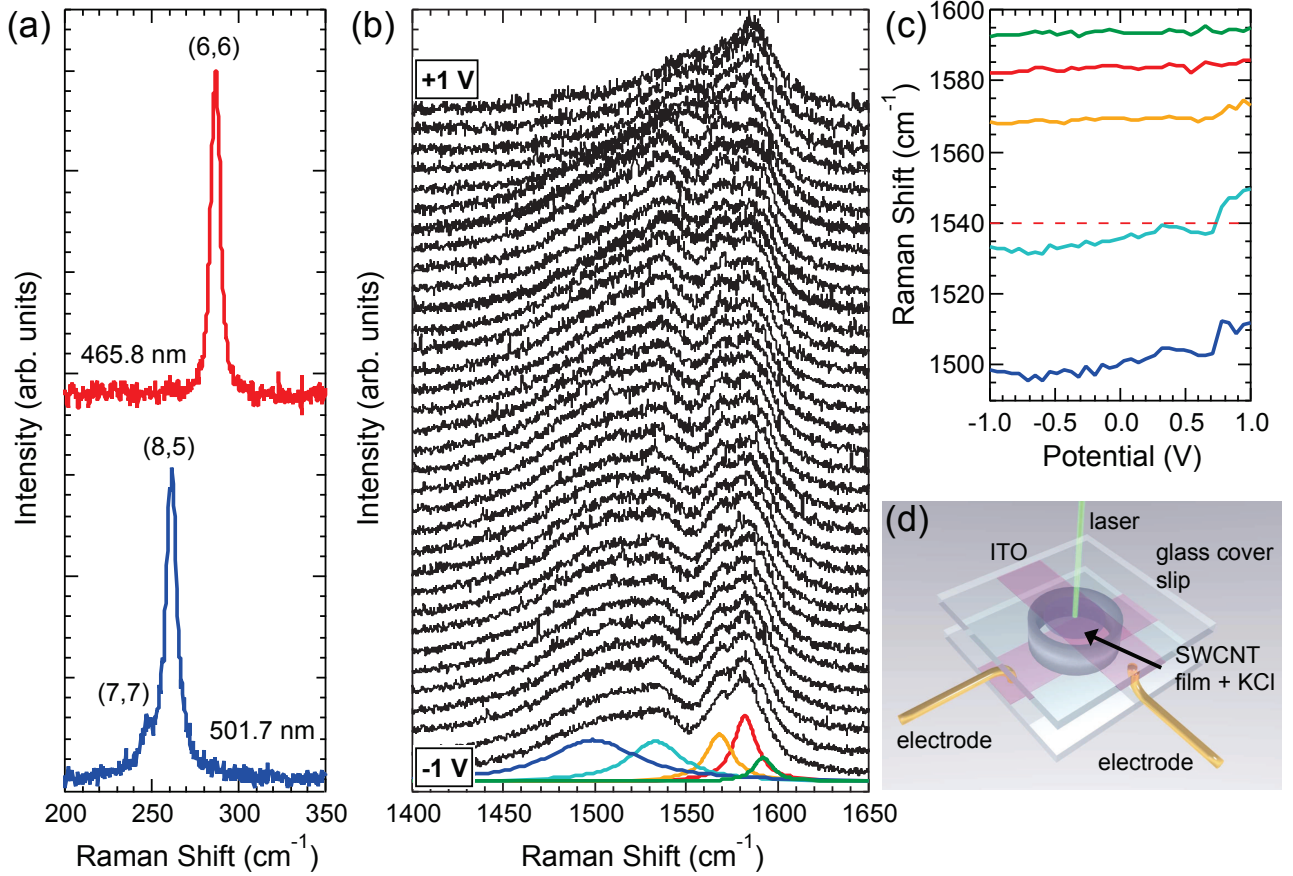 (a)
(6,6)
465.8 nm
(8,5)
(7,7)
501.7 nm
Intensity (arb. units)
200
250
300
350
Raman Shift (cm⁻¹)
(b)
+1 V
-1 V
Intensity (arb. units)
1400
1450
1500
1550
1600
1650
Raman Shift (cm⁻¹)
(c)
1600
1580
1560
1540
1520
1500
Raman Shift (cm⁻¹)
-1.0
-0.5
0.0
0.5
1.0
Potential (V)
(d)
laser
ITO
glass cover
slip
SWCNT
film + KCl
electrode
electrode